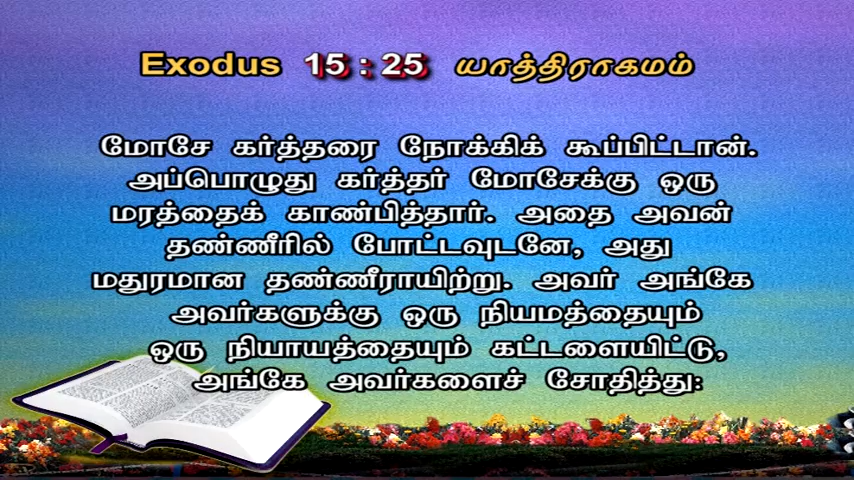 Exodus 15 : 25 யாத்திராகமம்
மோசே கர்த்தரை நோக்கிக் கூப்பிட்டான்.
அப்பொழுது கர்த்தர் மோசேக்கு ஒரு
மரத்தைக் காண்பித்தார். அதை அவன்
தண்ணீரில் போட்டவுடனே, அது
மதுரமான தண்ணீராயிற்று. அவர் அங்கே
அவர்களுக்கு ஒரு நியமத்தையும்
ஒரு நியாயத்தையும் கட்டளையிட்டு,
அங்கே அவர்களைச் சோதித்து: